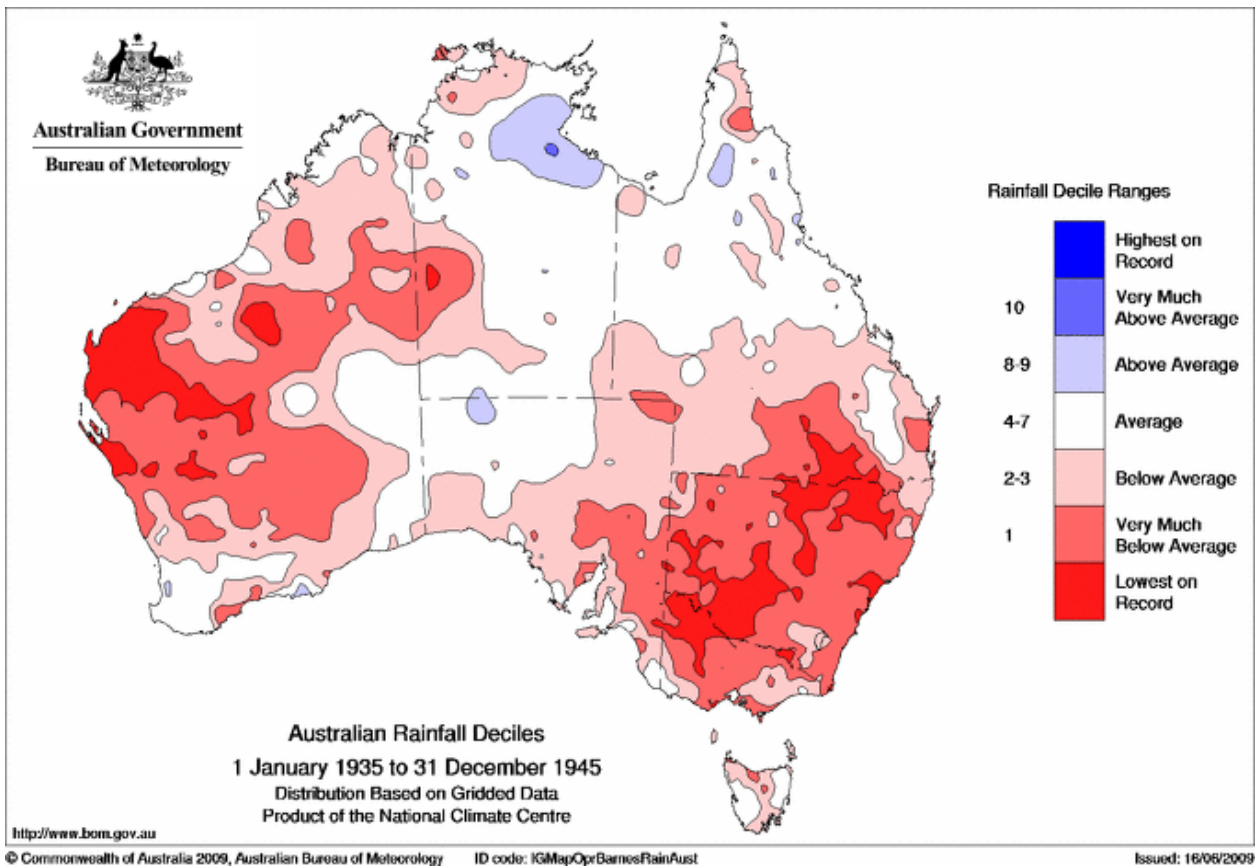 Australian Government
Bureau of Meteorology
Rainfall Decile Ranges
Highest on
Record
10
Very Much
Above Average
8-9
Above Average
4-7
Average
2-3
Below Average
1
Very Much
Below Average
Lowest on
Record
Australian Rainfall Deciles
1 January 1935 to 31 December 1945
Distribution Based on Gridded Data
Product of the National Climate Centre
http://www.bom.gov.au
© Commonwealth of Australia 2009, Australian Bureau of Meteorology ID code: IGMapOprBarnesRainAust Issued: 16/06/2009